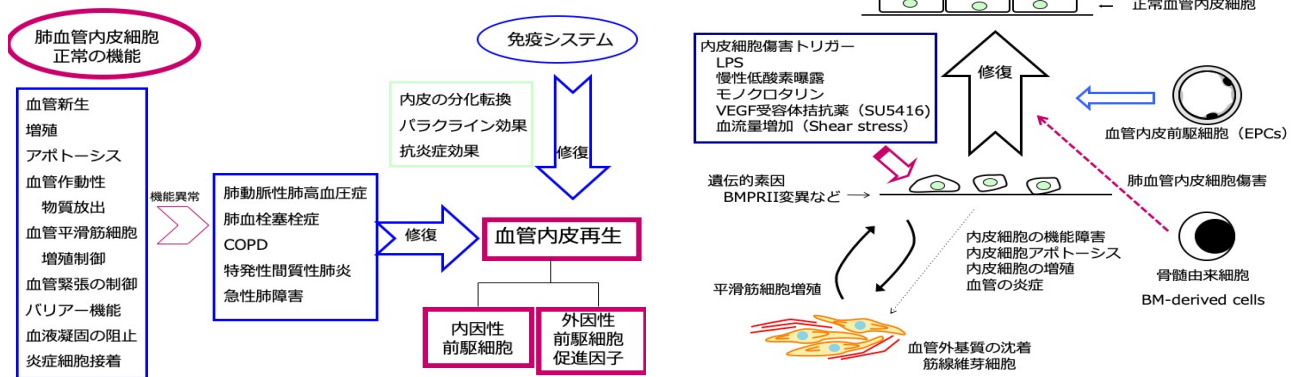 肺血管内皮細胞
正常の機能
血管新生
増殖
アポトーシス
血管作動性
物質放出
血管平滑筋細胞
増殖制御
血管緊張の制御
バリアー機能
血液凝固の阻止
炎症細胞接着
機能異常
肺動脈性肺高血圧症
肺血栓塞栓症
COPD
特発性間質性肺炎
急性肺障害
修復
免疫システム
内皮の分化転換
パラクライン効果
抗炎症効果
修復
血管内皮再生
内因性
前駆細胞
外因性
前駆細胞
促進因子
正常血管内皮細胞
内皮細胞傷害トリガー
LPS
慢性低酸素曝露
モノクロタリン
VEGF受容体拮抗薬（SU5416)
血流量増加（Shear stress）
修復
血管内皮前駆細胞（EPCs）
遺伝的素因
BMPRII変異など
肺血管内皮細胞傷害
内皮細胞の機能障害
内皮細胞アポトーシス
内皮細胞の増殖
血管の炎症
骨髄由来細胞
BM-derived cells
平滑筋細胞増殖
血管外基質の沈着
筋線維芽細胞